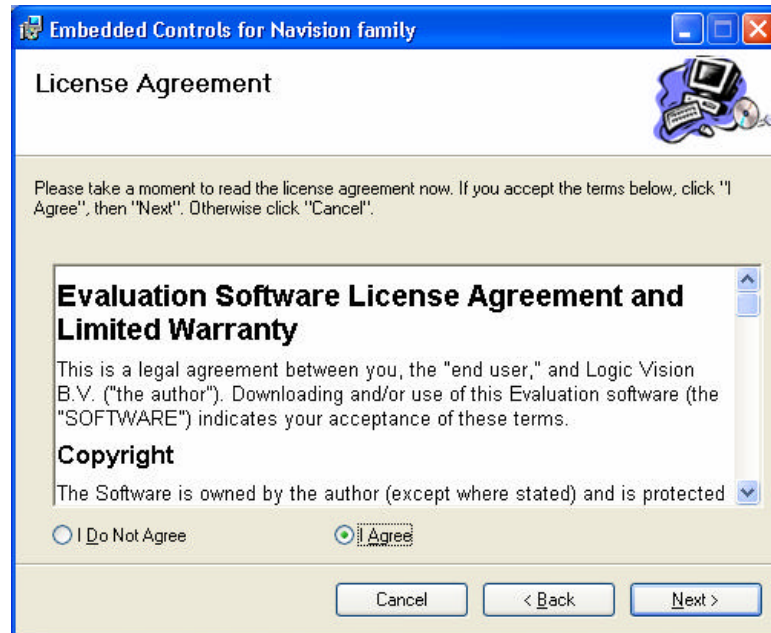 Embedded Controls for Navision family
License Agreement
Please take a moment to read the license agreement now. If you accept the terms below, click "I
Agree", then "Next". Otherwise click "Cancel".
Evaluation Software License Agreement and
Limited Warranty
This is a legal agreement between you, the "end user," and Logic Vision
B.V. ("the author"). Downloading and/or use of this Evaluation software (the
"SOFTWARE") indicates your acceptance of these terms.
Copyright
The Software is owned by the author (except where stated) and is protected
I Do Not Agree
I Agree
Cancel
< Back
Next >